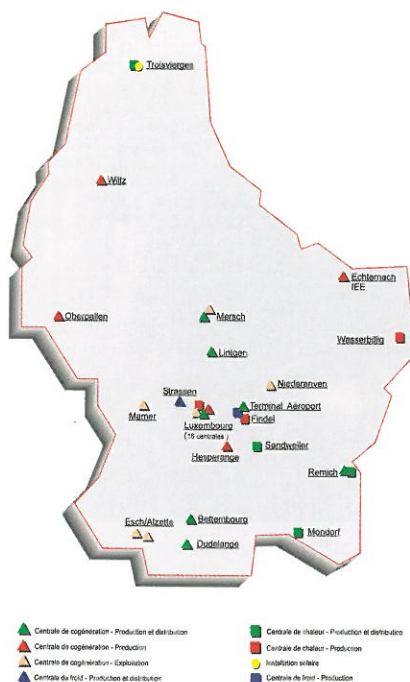 Troisvierges
Wiltz
Echternach
IEE
Oberpallen
Mersch
Wasserbillig
Lintgen
Niederanven
Strassen
Mamer
Terminal Aéroport
Findel
Luxembourg
(16 centrales)
Sandweiler
Hesperange
Remich
Bettembourg
Esch/Alzette
Mondorf
Dudelange
Centrale de cogénération - Production et distribution
Centrale de chaleur - Production et distribution
Centrale de cogénération - Production
Centrale de chaleur - Production
Centrale de cogénération - Exploitation
Installation solaire
Centrale du froid - Production et distribution
Centrale de froid - Production